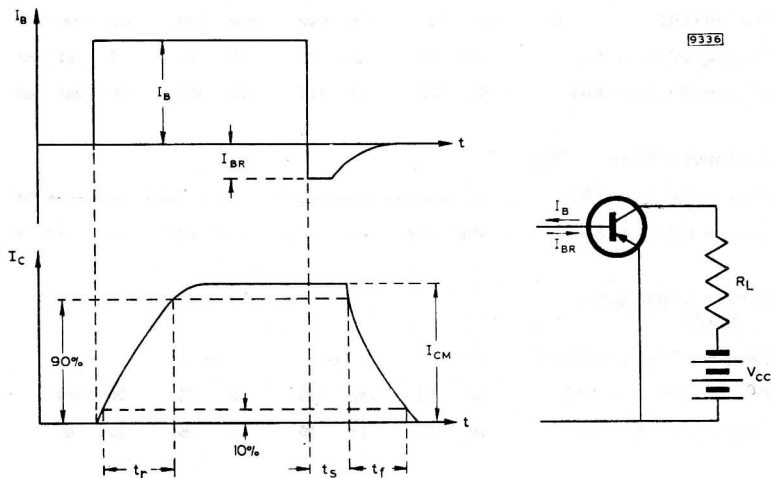 I_B
9336
I_B
t
I_BR
I_B
I_BR
I_C
R_L
90%
I_CM
V_CC
t
10%
t_r
t_s
t_f